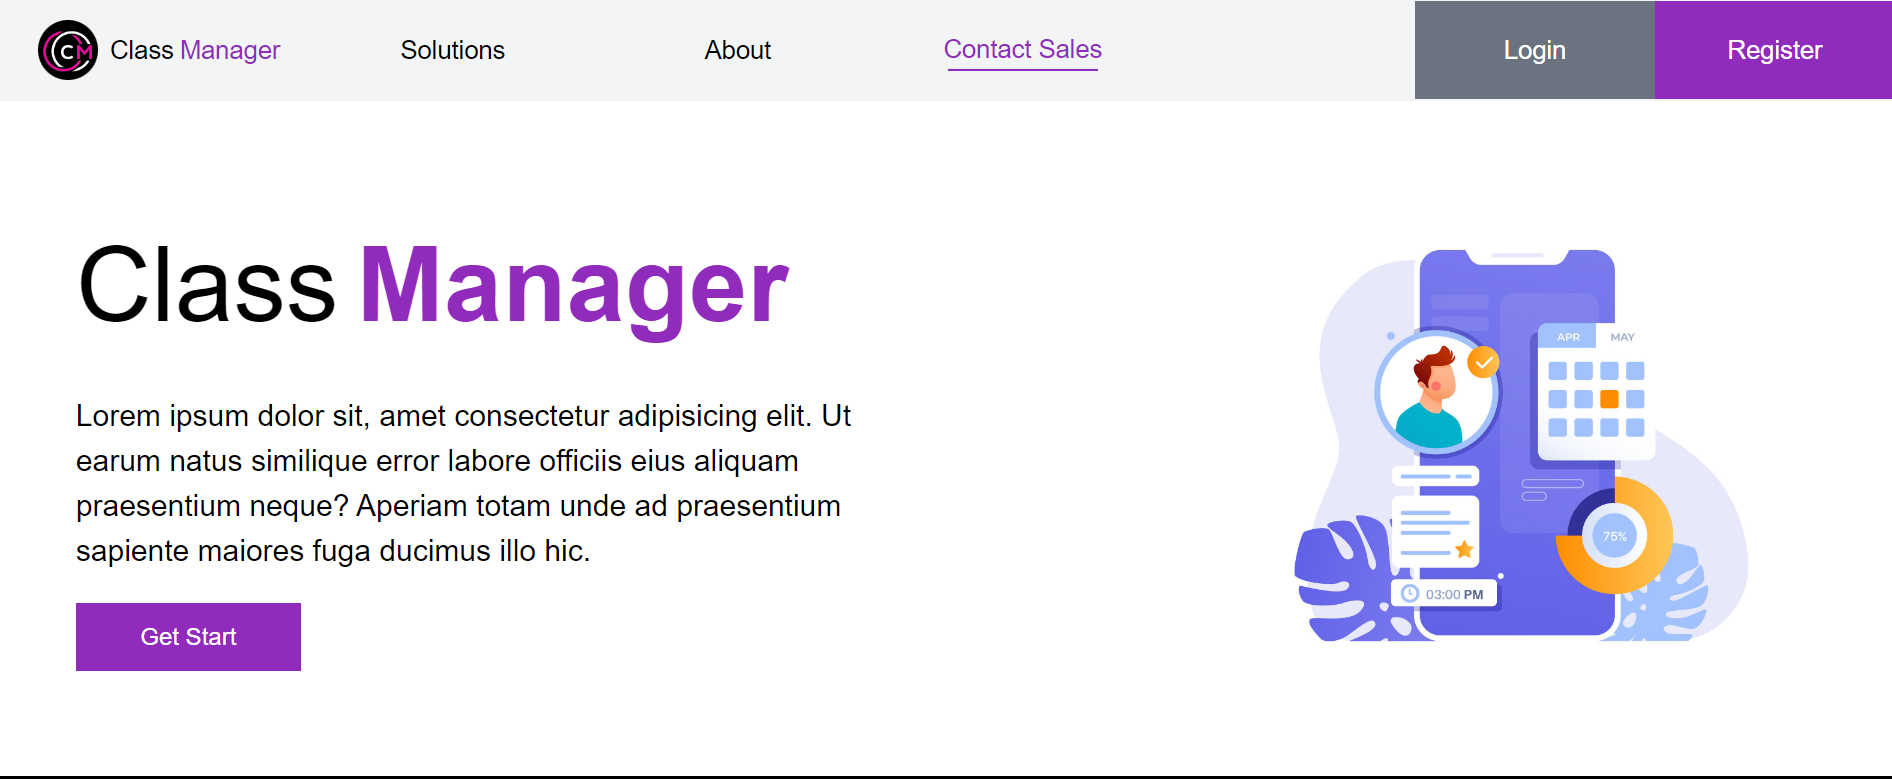 CM Class Manager Solutions About Contact Sales Login Register
Class Manager
Lorem ipsum dolor sit, amet consectetur adipisicing elit. Ut
earum natus similique error labore officiis eius aliquam
praesentium neque? Aperiam totam unde ad praesentium
sapiente maiores fuga ducimus illo hic.
Get Start
APR MAY
75%
03:00 PM